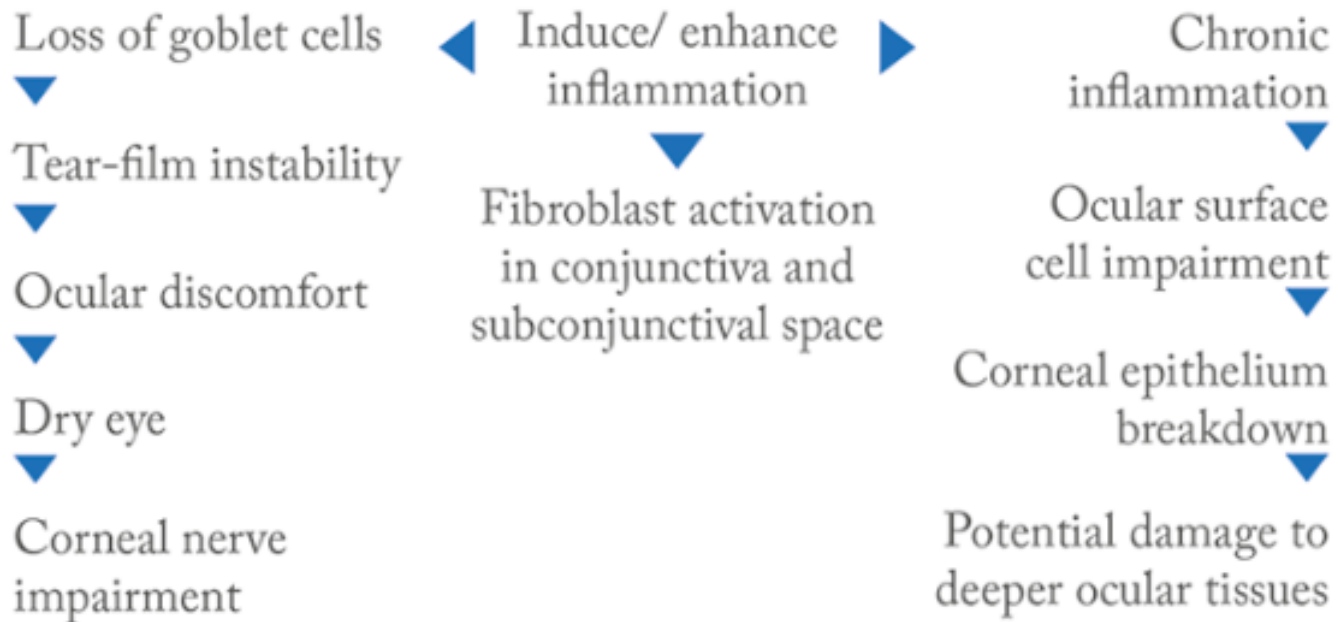 Loss of goblet cells
Tear-film instability
Ocular discomfort
Dry eye
Corneal nerve
impairment
Induce/ enhance
inflammation
Fibroblast activation
in conjunctiva and
subconjunctival space
Chronic
inflammation
Ocular surface
cell impairment
Corneal epithelium
breakdown
Potential damage to
deeper ocular tissues